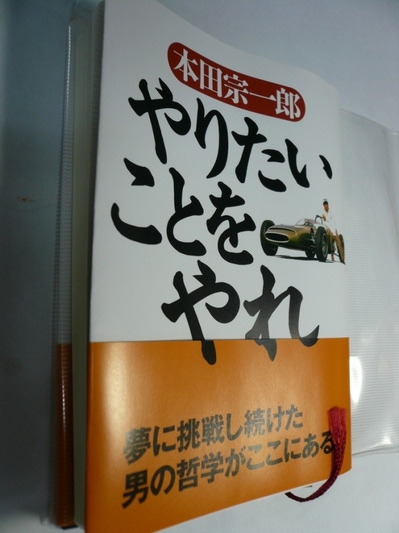 本田宗一郎
やりたい
ことを
やれ
夢に挑戦し続けた
男の哲学がここにある